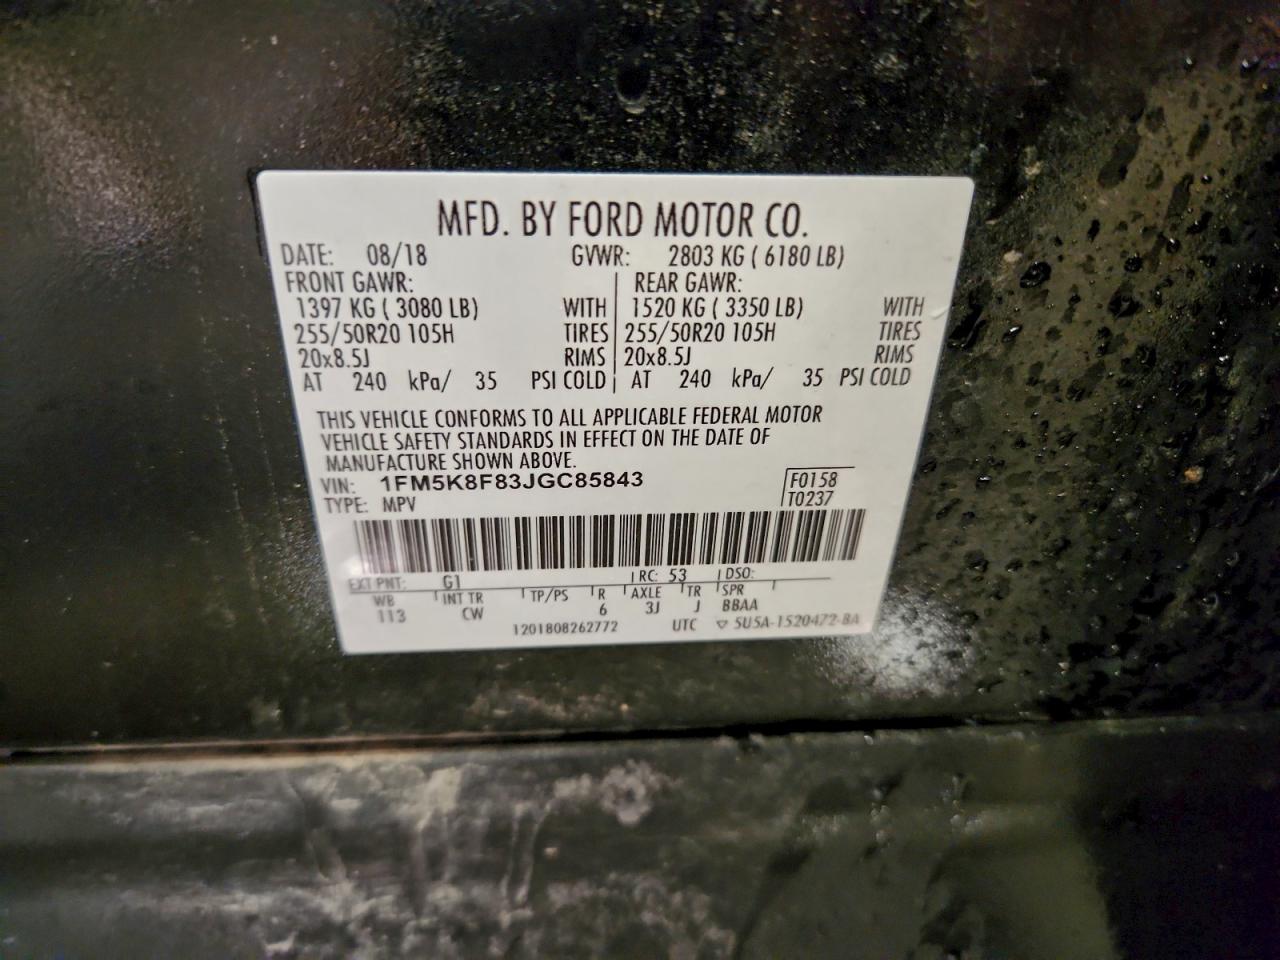 MFD. BY FORD MOTOR CO.
DATE: 08/18 GVWR: 2803 KG ( 6180 LB)
FRONT GAWR: REAR GAWR:
1397 KG ( 3080 LB) WITH 1520 KG ( 3350 LB) WITH
255/50R20 105H TIRES 255/50R20 105H TIRES
20x8.5J RIMS 20x8.5J RIMS
AT 240 kPa/ 35 PSI COLD AT 240 kPa/ 35 PSI COLD
THIS VEHICLE CONFORMS TO ALL APPLICABLE FEDERAL MOTOR
VEHICLE SAFETY STANDARDS IN EFFECT ON THE DATE OF
MANUFACTURE SHOWN ABOVE.
VIN: 1FM5K8F83JGC85843 F0158
TYPE: MPV T0237
EXT PNT: G1 RC: 53 DSO:
WB INT TR TP/PS R AXLE TR SPR
113 CW 6 3J J BBAA
1201808262772 UTC ▽ 5U5A-1520472-BA